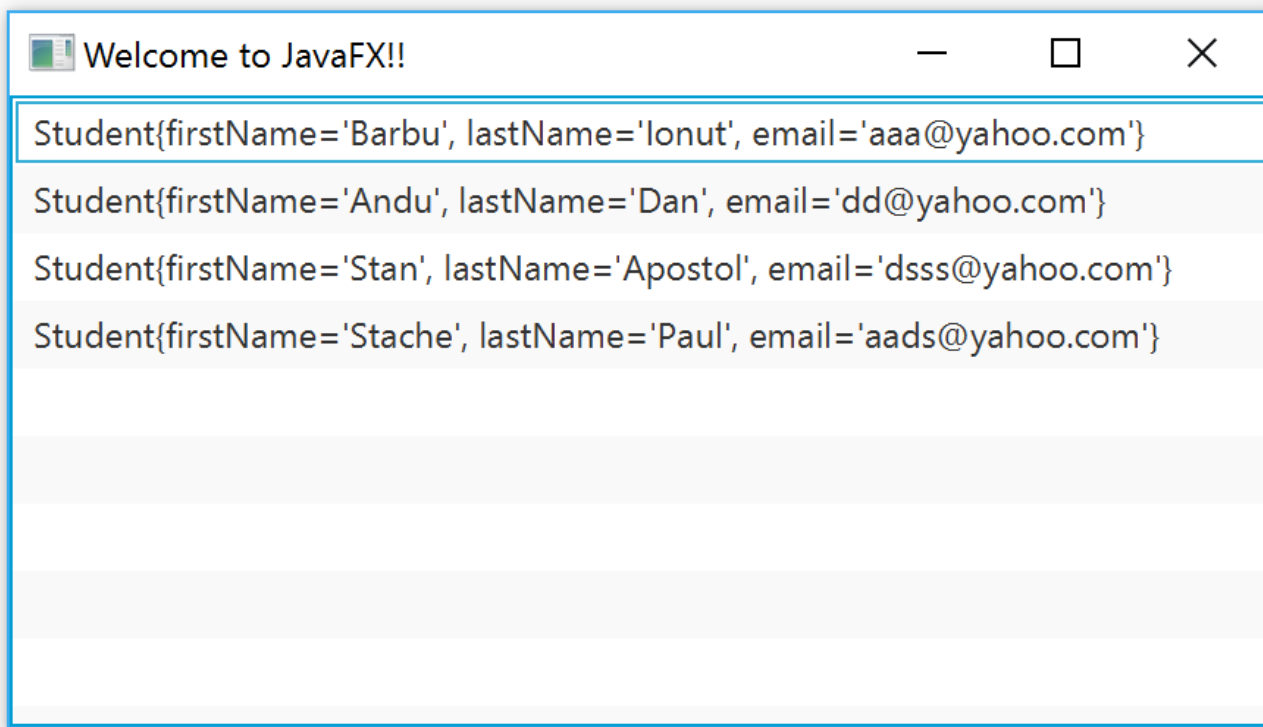 Welcome to JavaFX!!
Student{firstName='Barbu', lastName='Ionut', email='aaa@yahoo.com'}
Student{firstName='Andu', lastName='Dan', email='dd@yahoo.com'}
Student{firstName='Stan', lastName='Apostol', email='dsss@yahoo.com'}
Student{firstName='Stache', lastName='Paul', email='aads@yahoo.com'}